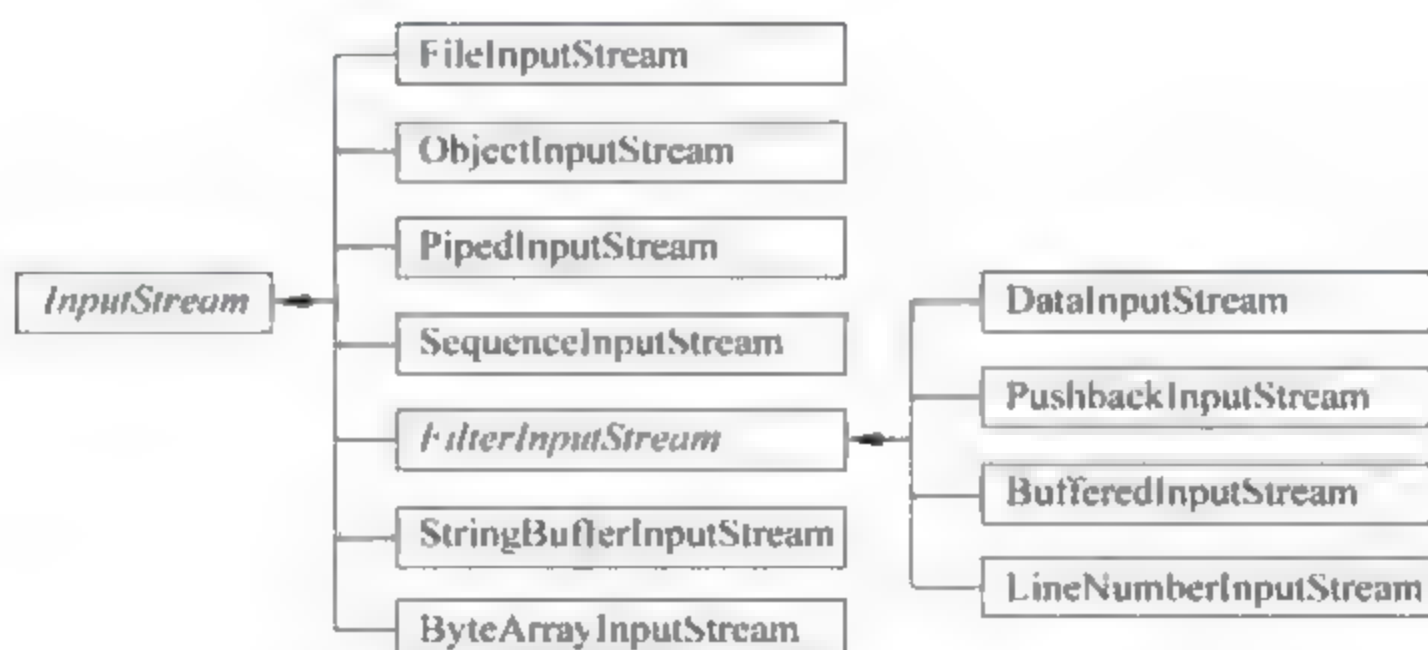 FileInputStream
ObjectInputStream
PipedInputStream
InputStream
SequenceInputStream
FilterInputStream
StringBufferInputStream
ByteArrayInputStream
DataInputStream
PushbackInputStream
BufferedInputStream
LineNumberInputStream